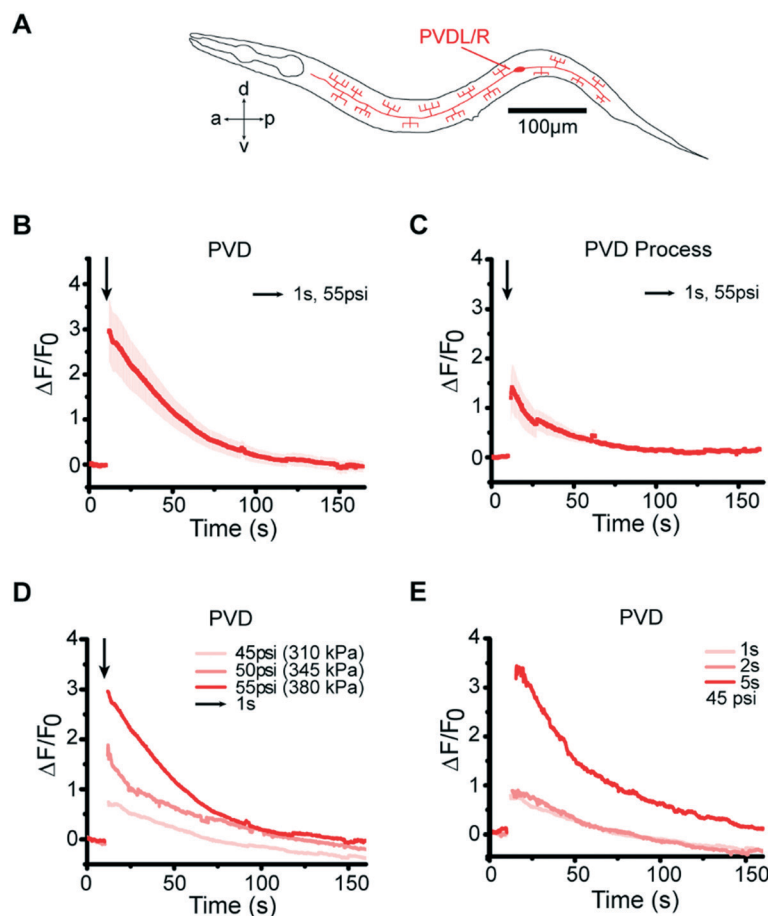 A
PVDL/R
d
a
p
v
100μm
B
PVD
1s, 55psi
ΔF/F0
4
3
2
1
0
0
50
100
150
Time (s)
C
PVD Process
1s, 55psi
ΔF/F0
4
3
2
1
0
0
50
100
150
Time (s)
D
PVD
45psi (310 kPa)
50psi (345 kPa)
55psi (380 kPa)
1s
ΔF/F0
4
3
2
1
0
0
50
100
150
Time (s)
E
PVD
1s
2s
5s
45 psi
ΔF/F0
4
3
2
1
0
0
50
100
150
Time (s)